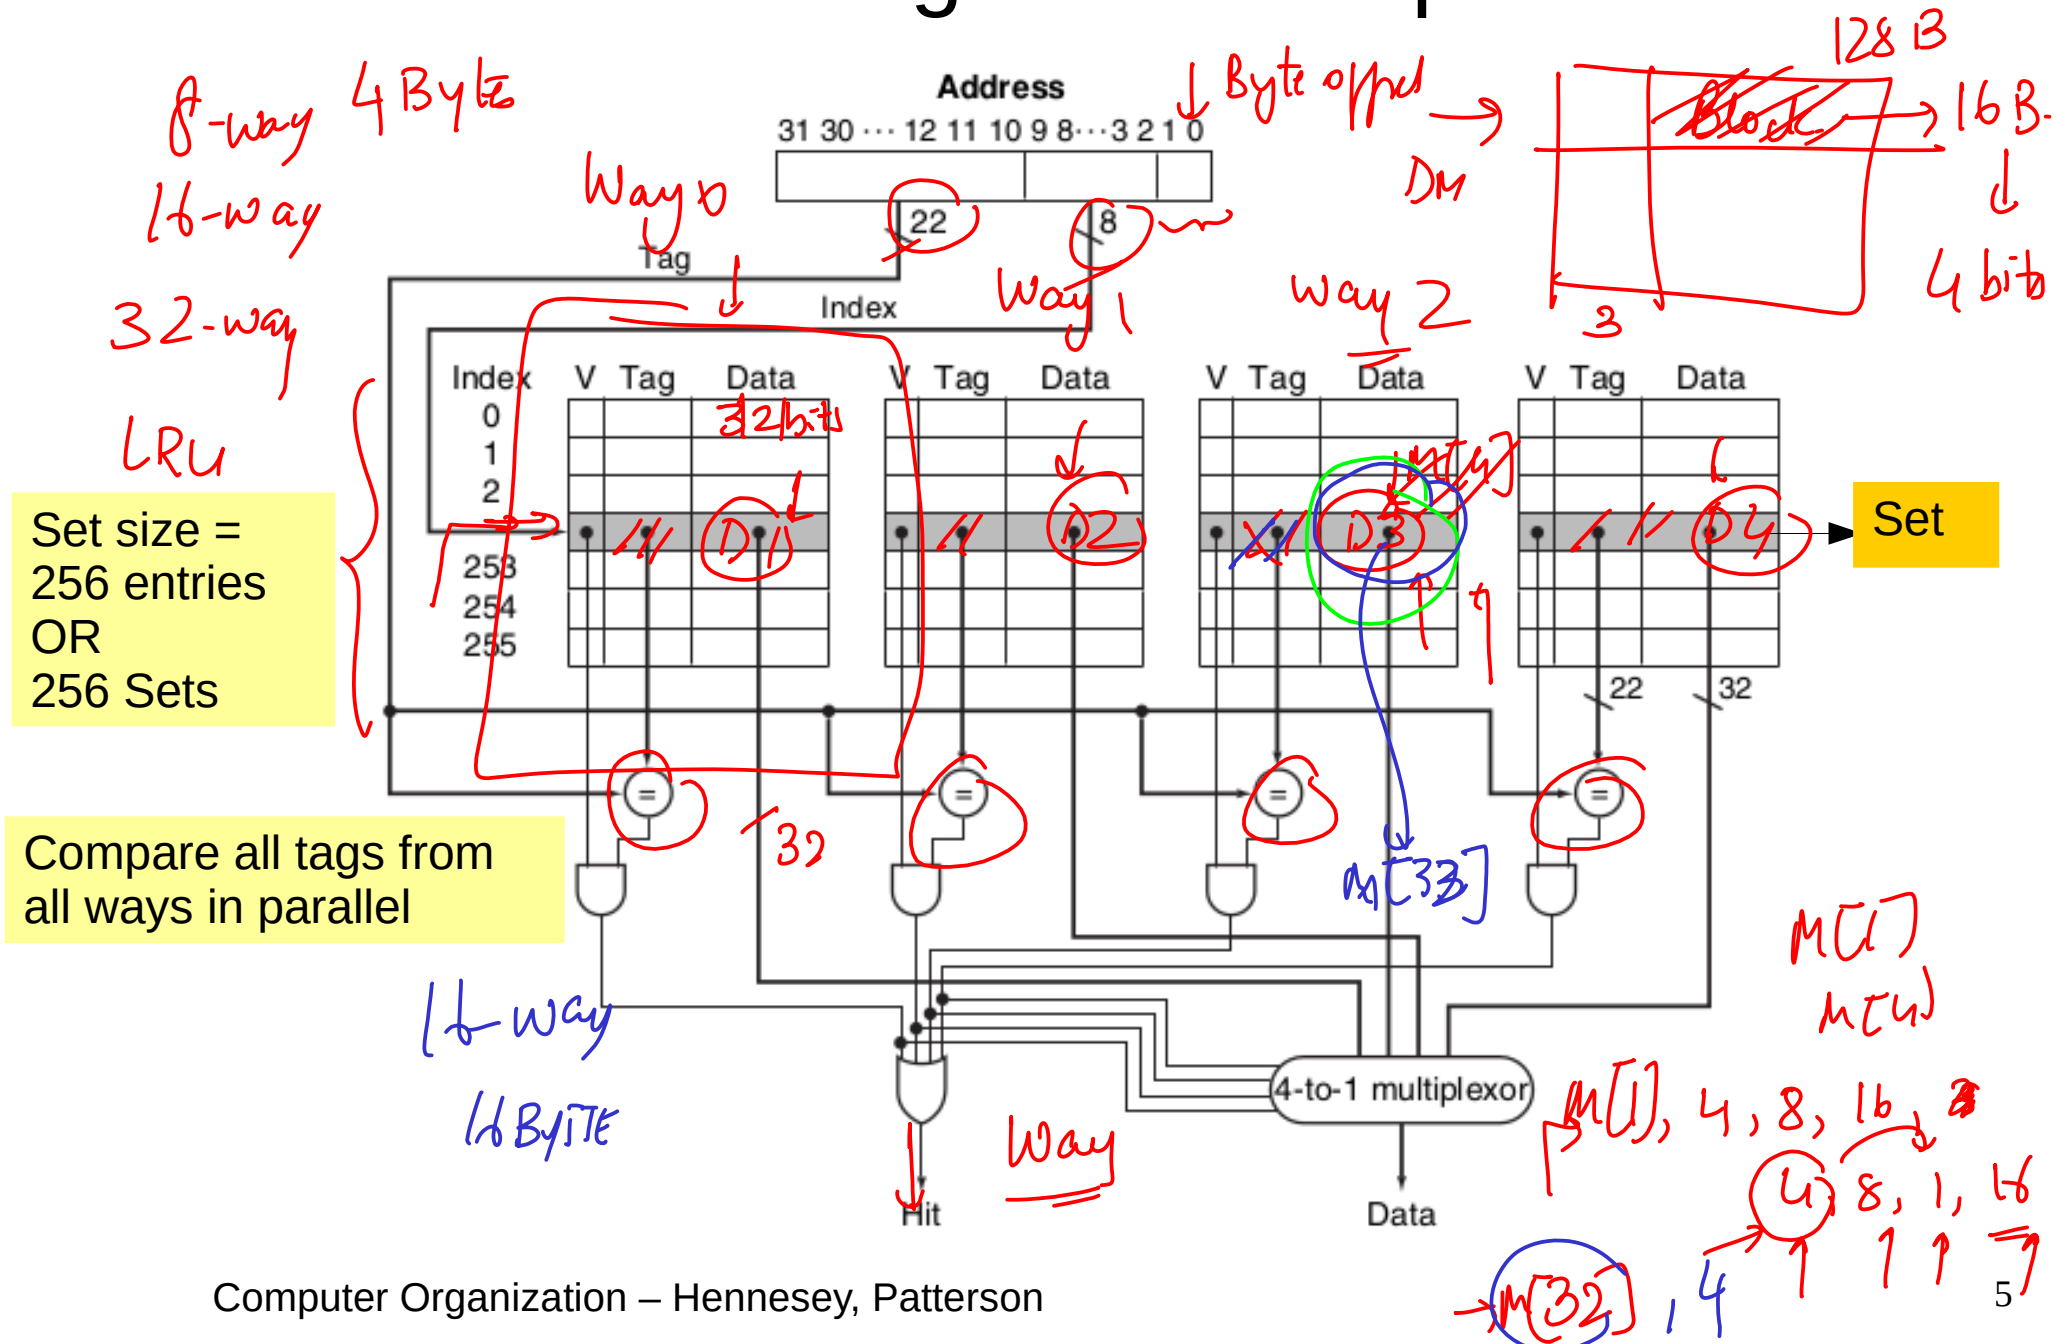 128 B
8-way 4 Bytes
Address
Byte offset
Block 16 B.
31 30 ··· 12 11 10 9 8···3 2 1 0
DM
16-way
Way 0
22
8
Tag
4 bits
Way 1
way 2
Index
32-way
3
Index V Tag Data V Tag Data V Tag Data V Tag Data
0
32 bits
1
LRU
M[4]
2
D1 D2 D3 D4
Set
Set size =
256 entries
OR
256 Sets
253
254
255
22 32
= = = =
32
Compare all tags from
all ways in parallel
M[1]
M[4]
16-way
4-to-1 multiplexor
M[1], 4, 8, 16,
16 BYTE
Way
4, 8, 1, 16
Hit
Data
M[32] , 4
Computer Organization – Hennesey, Patterson
5